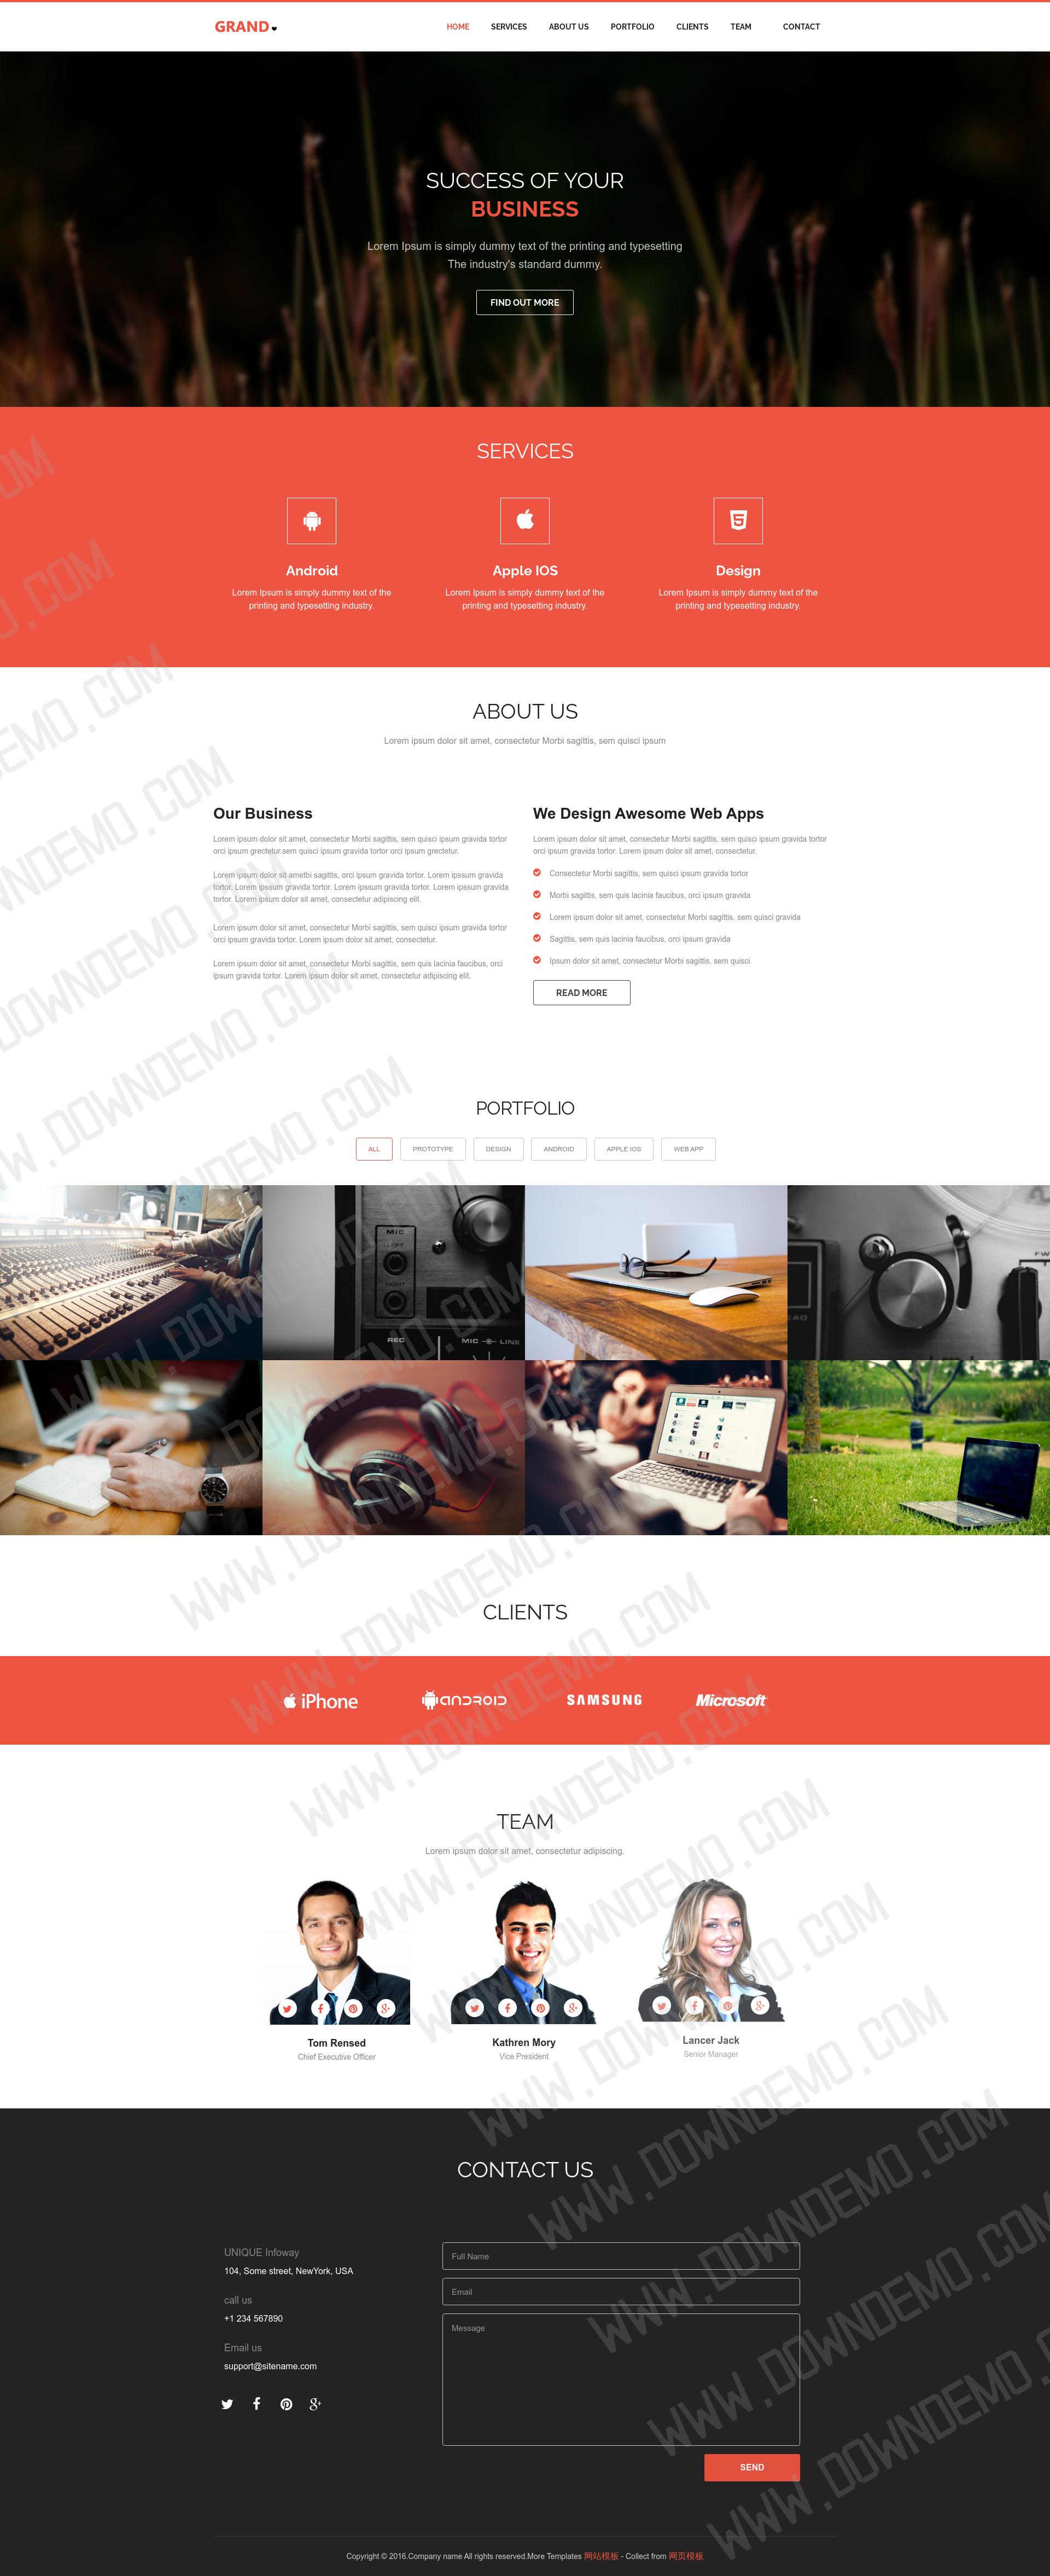 GRAND
HOME SERVICES ABOUT US PORTFOLIO CLIENTS TEAM CONTACT
SUCCESS OF YOUR
BUSINESS
Lorem Ipsum is simply dummy text of the printing and typesetting
The industry's standard dummy.
FIND OUT MORE
SERVICES
Android
Lorem Ipsum is simply dummy text of the
printing and typesetting industry.
Apple IOS
Lorem Ipsum is simply dummy text of the
printing and typesetting industry.
Design
Lorem Ipsum is simply dummy text of the
printing and typesetting industry.
ABOUT US
Lorem ipsum dolor sit amet, consectetur Morbi sagittis, sem quisci ipsum
Our Business
Lorem ipsum dolor sit amet, consectetur Morbi sagittis, sem quisci ipsum gravida tortor
orci ipsum grectetur.sem quisci ipsum gravida tortor orci ipsum grectetur.
Lorem ipsum dolor sit ametbi sagittis, orci ipsum gravida tortor. Lorem ipssum gravida
tortor. Lorem ipssum gravida tortor. Lorem ipssum gravida tortor. Lorem ipssum gravida
tortor. Lorem ipsum dolor sit amet, consectetur adipiscing elit.
Lorem ipsum dolor sit amet, consectetur Morbi sagittis, sem quisci ipsum gravida tortor
orci ipsum gravida tortor. Lorem ipsum dolor sit amet, consectetur.
Lorem ipsum dolor sit amet, consectetur Morbi sagittis, sem quis lacinia faucibus, orci
ipsum gravida tortor. Lorem ipsum dolor sit amet, consectetur adipiscing elit.
We Design Awesome Web Apps
Lorem ipsum dolor sit amet, consectetur Morbi sagittis, sem quisci ipsum gravida tortor
orci ipsum gravida tortor. Lorem ipsum dolor sit amet, consectetur.
Consectetur Morbi sagittis, sem quisci ipsum gravida tortor
Morbi sagittis, sem quis lacinia faucibus, orci ipsum gravida
Lorem ipsum dolor sit amet, consectetur Morbi sagittis, sem quisci gravida
Sagittis, sem quis lacinia faucibus, orci ipsum gravida
Ipsum dolor sit amet, consectetur Morbi sagittis, sem quisci
READ MORE
PORTFOLIO
ALL PROTOTYPE DESIGN ANDROID APPLE IOS WEB APP
MIC
LEFT
RIGHT
REC MIC LINE
CLIENTS
iPhone ANDROID SAMSUNG Microsoft
TEAM
Lorem ipsum dolor sit amet, consectetur adipiscing.
Tom Rensed
Chief Executive Officer
Kathren Mory
Vice President
Lancer Jack
Senior Manager
CONTACT US
UNIQUE Infoway
104, Some street, NewYork, USA
call us
+1 234 567890
Email us
support@sitename.com
Full Name
Email
Message
SEND
Copyright © 2016.Company name All rights reserved.More Templates 网站模板 - Collect from 网页模板
WWW.DOWNDEMO.COM